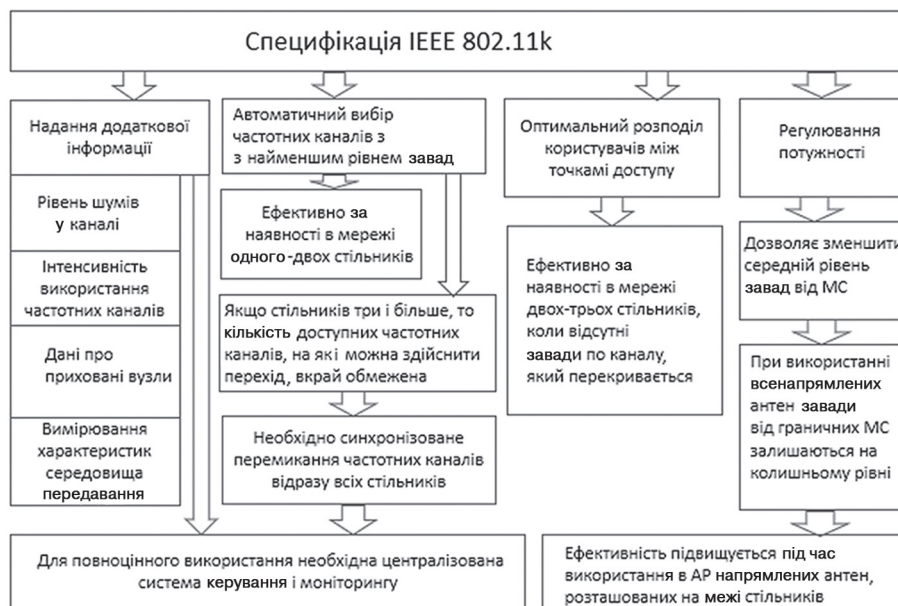 Специфікація IEEE 802.11k
Надання додаткової
інформації
Рівень шумів
у каналі
Інтенсивність
використання
частотних каналів
Дані про
приховані вузли
Вимірювання
характеристик
середовища
передавання
Автоматичний вибір
частотних каналів з
з найменшим рівнем завад
Ефективно за
наявності в мережі
одного-двох стільників
Якщо стільників три і більше, то
кількість доступних частотних
каналів, на які можна здійснити
перехід, вкрай обмежена
Необхідно синхронізоване
перемикання частотних каналів
відразу всіх стільників
Для повноцінного використання необхідна централізована
система керування і моніторингу
Оптимальний розподіл
користувачів між
точками доступу
Ефективно за
наявності в мережі
двох-трьох стільників,
коли відсутні
завади по каналу,
який перекривається
Регулювання
потужності
Дозволяє зменшити
середній рівень
завад від МС
При використанні
всенапрямлених
антен завади
від граничних МС
залишаються на
колишньому рівні
Ефективність підвищується під час
використання в АР напрямлених антен,
розташованих на межі стільників